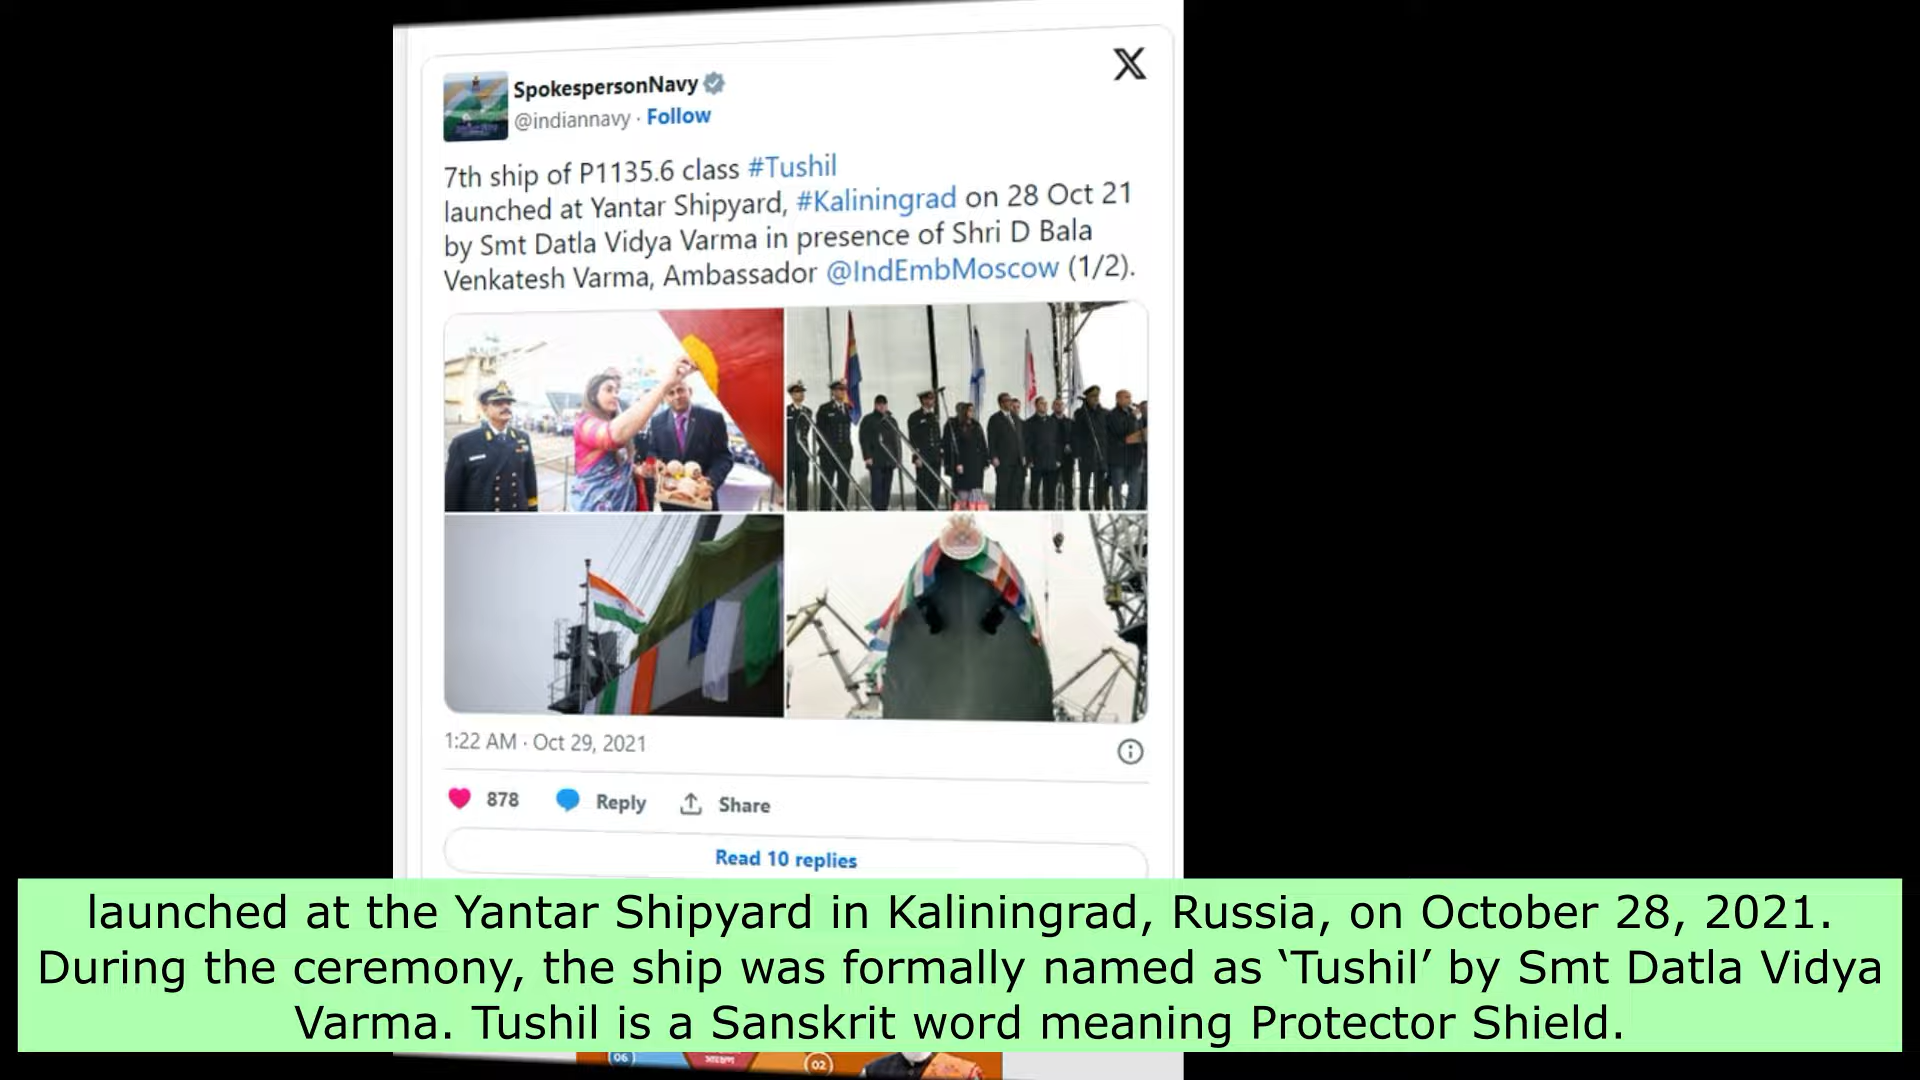 SpokespersonNavy
@indiannavy · Follow
7th ship of P1135.6 class #Tushil
launched at Yantar Shipyard, #Kaliningrad on 28 Oct 21
by Smt Datla Vidya Varma in presence of Shri D Bala
Venkatesh Varma, Ambassador @IndEmbMoscow (1/2).
1:22 AM · Oct 29, 2021
878 Reply Share
Read 10 replies
launched at the Yantar Shipyard in Kaliningrad, Russia, on October 28, 2021.
During the ceremony, the ship was formally named as ‘Tushil’ by Smt Datla Vidya
Varma. Tushil is a Sanskrit word meaning Protector Shield.
06
02